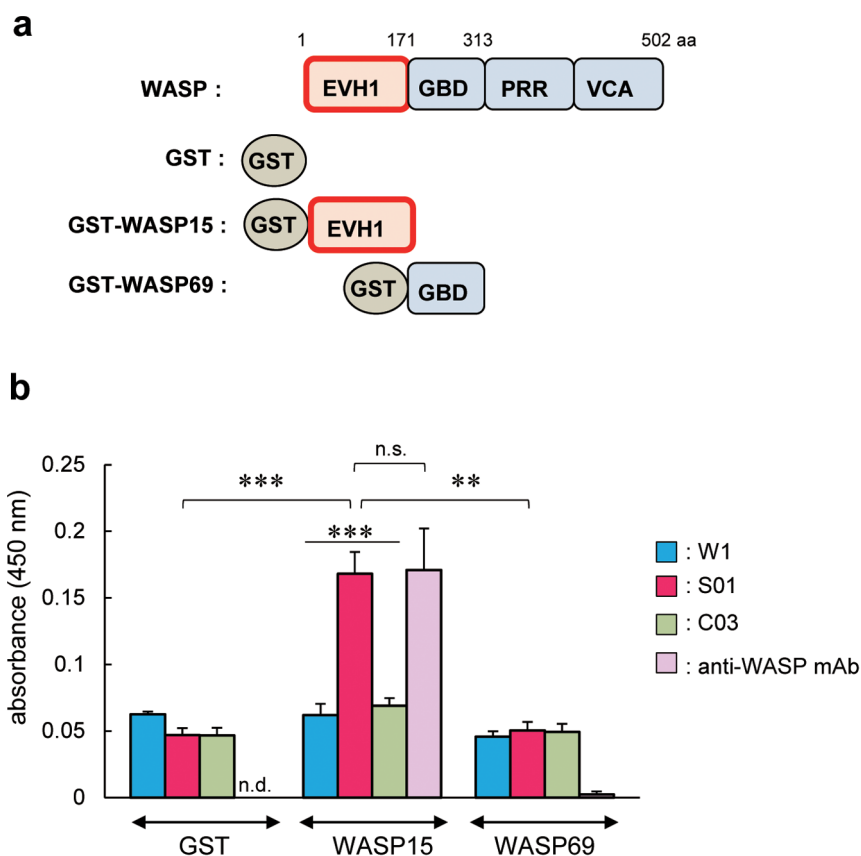 a
1 171 313 502 aa
WASP : EVH1 GBD PRR VCA
GST : GST
GST-WASP15 : GST EVH1
GST-WASP69 : GST GBD
b
absorbance (450 nm)
0.25
0.2
0.15
0.1
0.05
0
n.s.
*** **
***
n.d.
GST WASP15 WASP69
: W1
: S01
: C03
: anti-WASP mAb